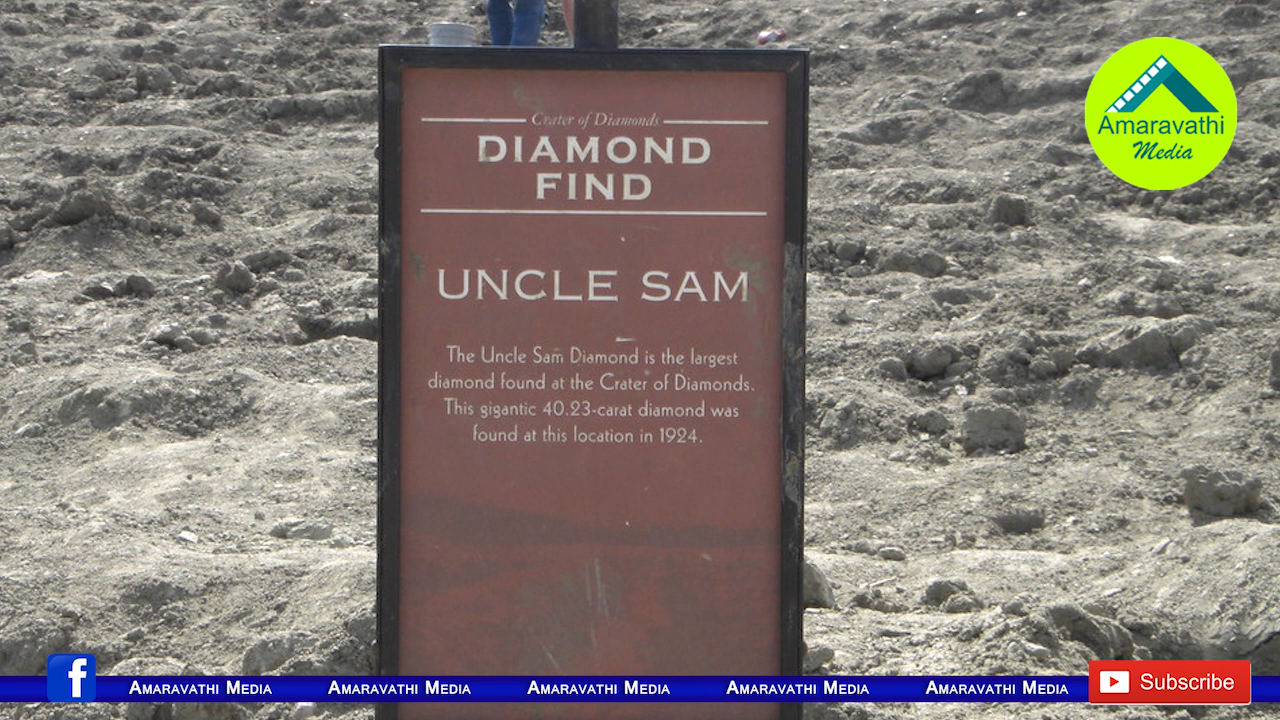 Crater of Diamonds
DIAMOND
FIND
UNCLE SAM
The Uncle Sam Diamond is the largest
diamond found at the Crater of Diamonds.
This gigantic 40.23-carat diamond was
found at this location in 1924.
Amaravathi
Media
f
Amaravathi Media Amaravathi Media Amaravathi Media Amaravathi Media Amaravathi Media
Subscribe